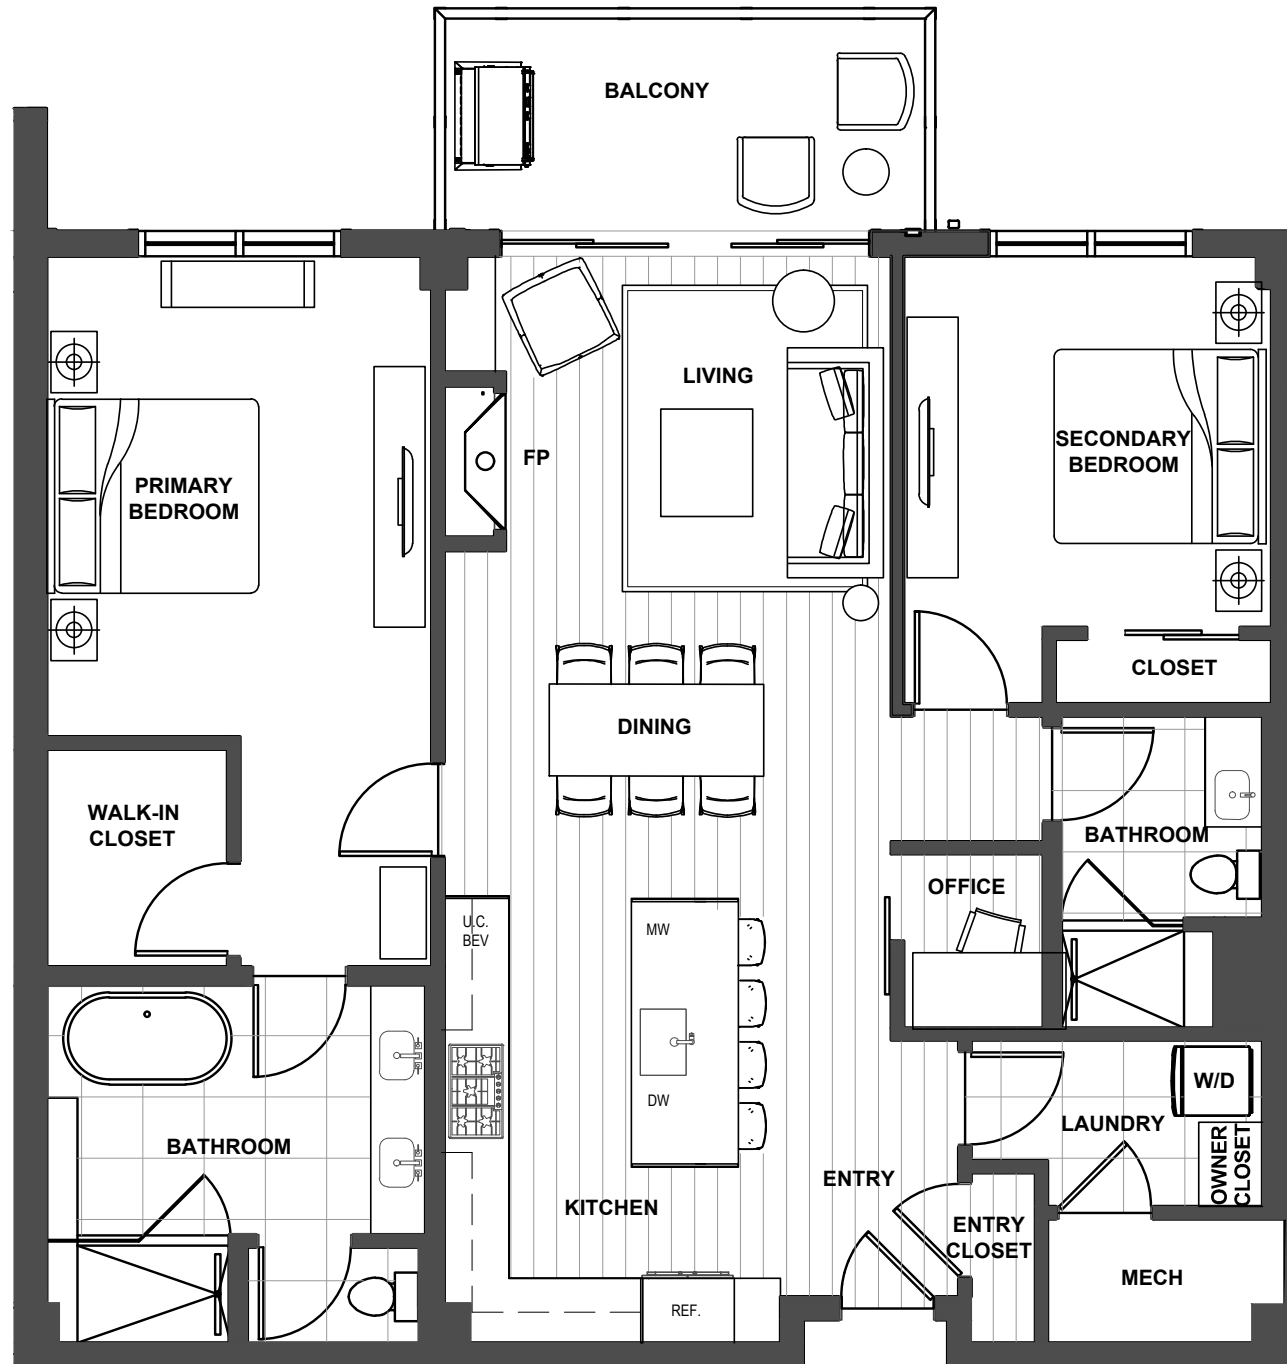 BALCONY
LIVING
FP
SECONDARY
BEDROOM
PRIMARY
BEDROOM
CLOSET
DINING
WALK-IN
CLOSET
BATHROOM
OFFICE
U.C.
BEV
MW
W/D
DW
LAUNDRY
OWNER
CLOSET
BATHROOM
ENTRY
KITCHEN
ENTRY
CLOSET
MECH
REF.